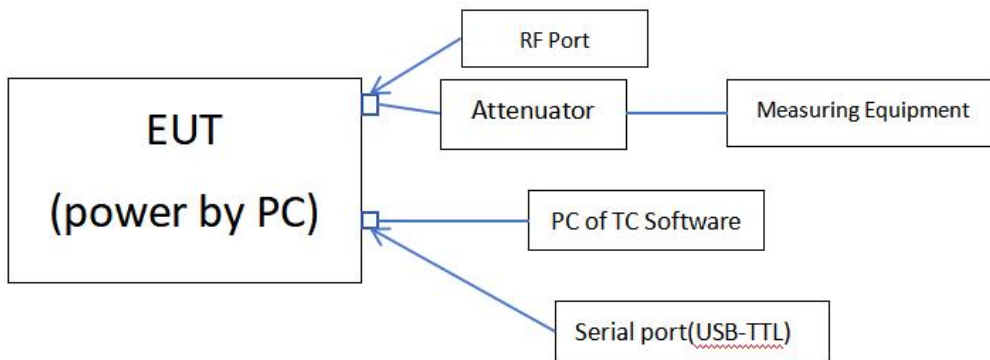 RF Port
EUT
(power by PC)
Attenuator
Measuring Equipment
PC of TC Software
Serial port(USB-TTL)